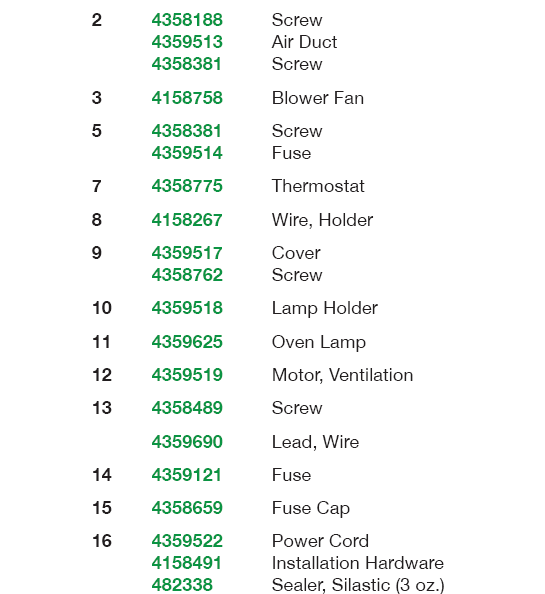 2 4358188 Screw
4359513 Air Duct
4358381 Screw
3 4158758 Blower Fan
5 4358381 Screw
4359514 Fuse
7 4358775 Thermostat
8 4158267 Wire, Holder
9 4359517 Cover
4358762 Screw
10 4359518 Lamp Holder
11 4359625 Oven Lamp
12 4359519 Motor, Ventilation
13 4358489 Screw
4359690 Lead, Wire
14 4359121 Fuse
15 4358659 Fuse Cap
16 4359522 Power Cord
4158491 Installation Hardware
482338 Sealer, Silastic (3 oz.)